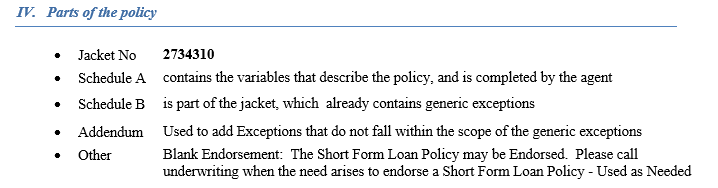 IV. Parts of the policy
• Jacket No 2734310
• Schedule A contains the variables that describe the policy, and is completed by the agent
• Schedule B is part of the jacket, which already contains generic exceptions
• Addendum Used to add Exceptions that do not fall within the scope of the generic exceptions
• Other Blank Endorsement: The Short Form Loan Policy may be Endorsed. Please call
underwriting when the need arises to endorse a Short Form Loan Policy - Used as Needed